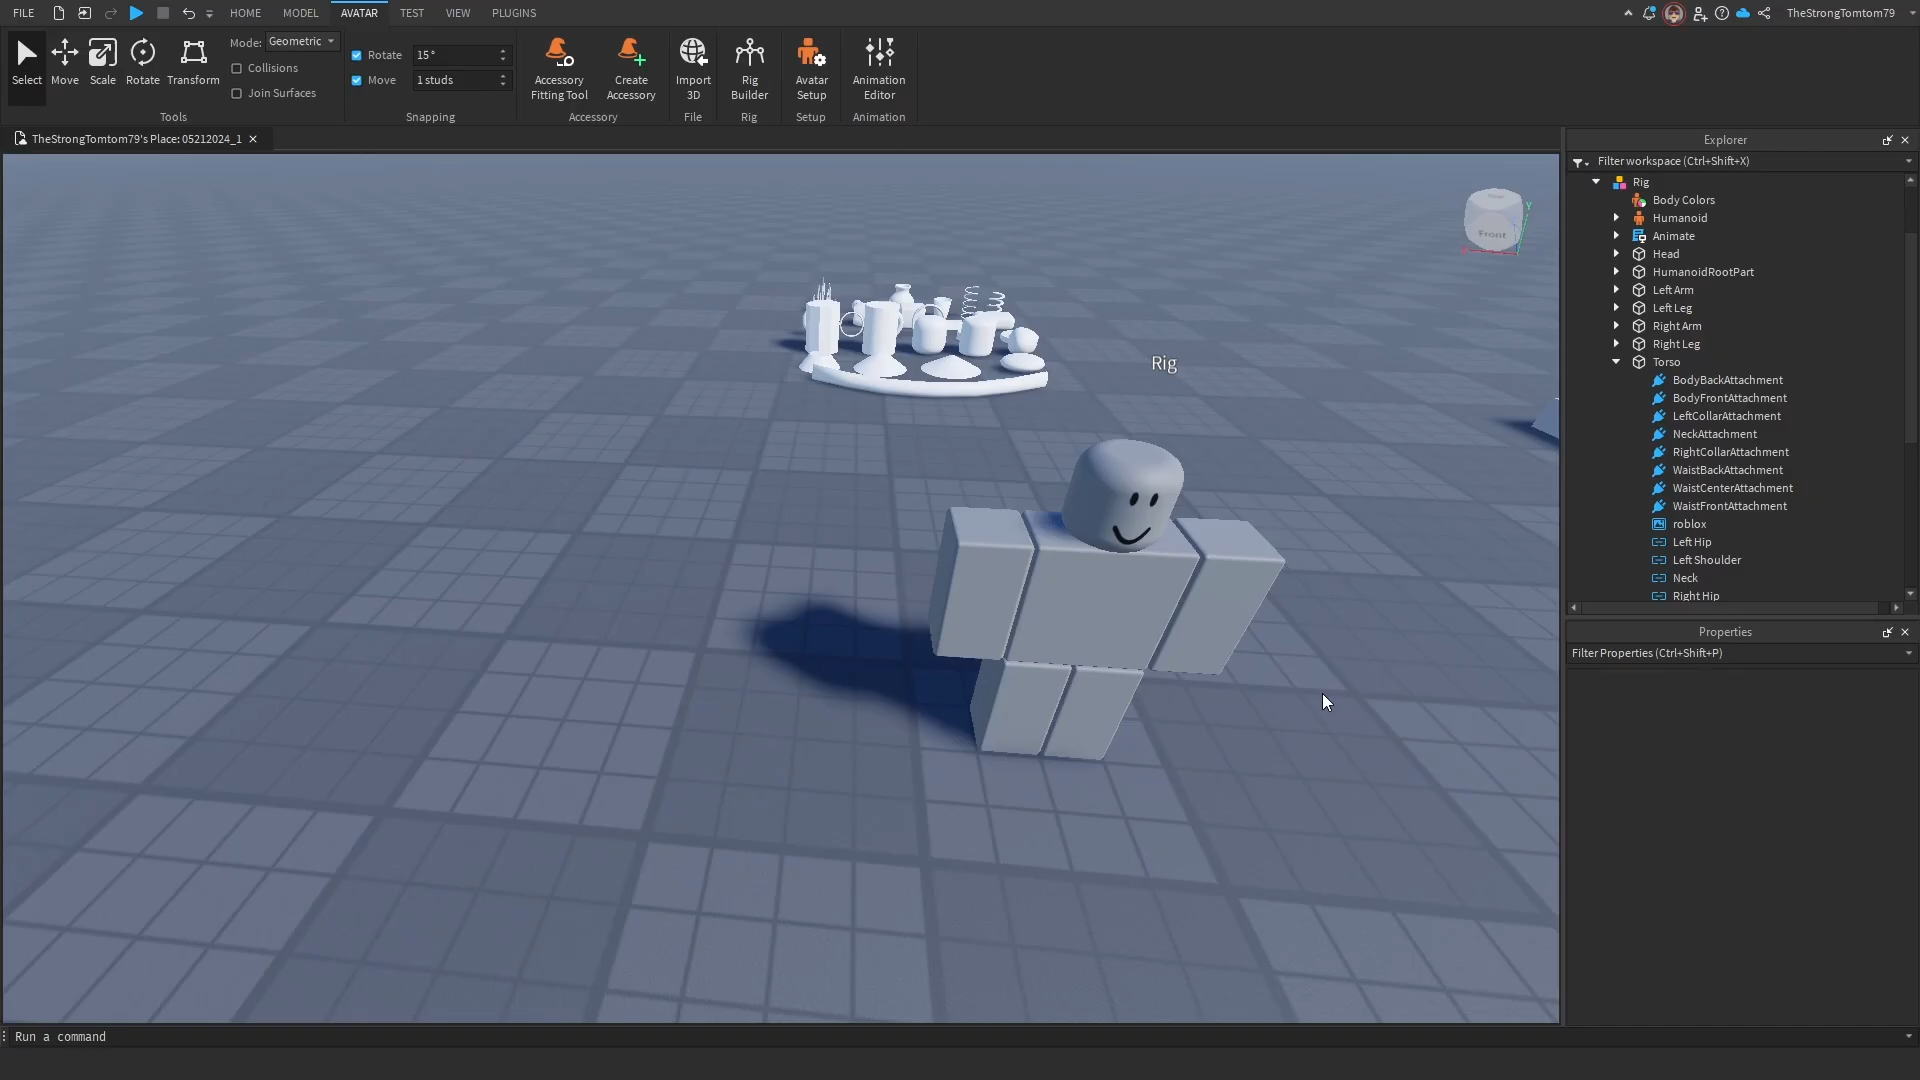 FILE
HOME
MODEL
AVATAR
TEST
VIEW
PLUGINS
TheStrongTomtom79
Select
Move
Scale
Rotate
Transform
Mode:
Geometric
Collisions
Join Surfaces
Tools
Rotate
15°
Move
1 studs
Snapping
Accessory
Fitting Tool
Create
Accessory
Accessory
Import
3D
File
Rig
Builder
Rig
Avatar
Setup
Setup
Animation
Editor
Animation
TheStrongTomtom79's Place: 05212024_1
Front
Y
Rig
Explorer
Filter workspace (Ctrl+Shift+X)
Rig
Body Colors
Humanoid
Animate
Head
HumanoidRootPart
Left Arm
Left Leg
Right Arm
Right Leg
Torso
BodyBackAttachment
BodyFrontAttachment
LeftCollarAttachment
NeckAttachment
RightCollarAttachment
WaistBackAttachment
WaistCenterAttachment
WaistFrontAttachment
roblox
Left Hip
Left Shoulder
Neck
Right Hip
Properties
Filter Properties (Ctrl+Shift+P)
Run a command